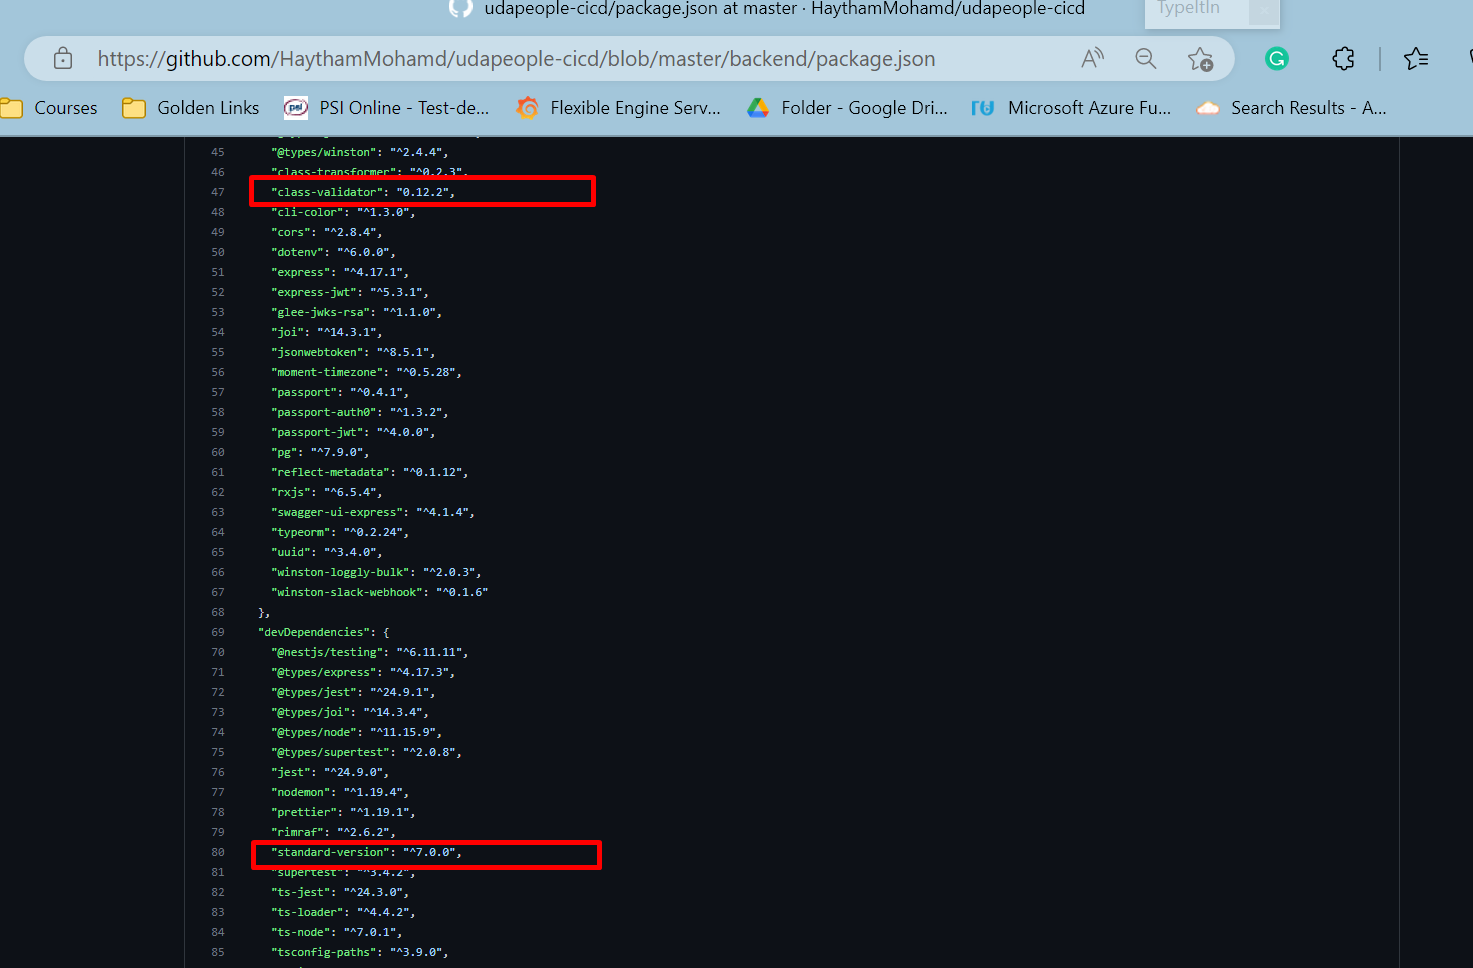 udapeople-cicd/package.json at master · HaythamMohamd/udapeople-cicd
TypeItIn
https://github.com/HaythamMohamd/udapeople-cicd/blob/master/backend/package.json
Courses Golden Links PSI Online - Test-de... Flexible Engine Serv... Folder - Google Dri... Microsoft Azure Fu... Search Results - A...
45 "@types/winston": "^2.4.4",
46 "class-transformer": "^0.2.3",
47 "class-validator": "0.12.2",
48 "cli-color": "^1.3.0",
49 "cors": "^2.8.4",
50 "dotenv": "^6.0.0",
51 "express": "^4.17.1",
52 "express-jwt": "^5.3.1",
53 "glee-jwks-rsa": "^1.1.0",
54 "joi": "^14.3.1",
55 "jsonwebtoken": "^8.5.1",
56 "moment-timezone": "^0.5.28",
57 "passport": "^0.4.1",
58 "passport-auth0": "^1.3.2",
59 "passport-jwt": "^4.0.0",
60 "pg": "^7.9.0",
61 "reflect-metadata": "^0.1.12",
62 "rxjs": "^6.5.4",
63 "swagger-ui-express": "^4.1.4",
64 "typeorm": "^0.2.24",
65 "uuid": "^3.4.0",
66 "winston-loggly-bulk": "^2.0.3",
67 "winston-slack-webhook": "^0.1.6"
68 },
69 "devDependencies": {
70 "@nestjs/testing": "^6.11.11",
71 "@types/express": "^4.17.3",
72 "@types/jest": "^24.9.1",
73 "@types/joi": "^14.3.4",
74 "@types/node": "^11.15.9",
75 "@types/supertest": "^2.0.8",
76 "jest": "^24.9.0",
77 "nodemon": "^1.19.4",
78 "prettier": "^1.19.1",
79 "rimraf": "^2.6.2",
80 "standard-version": "^7.0.0",
81 "supertest": "^3.4.2",
82 "ts-jest": "^24.3.0",
83 "ts-loader": "^4.4.2",
84 "ts-node": "^7.0.1",
85 "tsconfig-paths": "^3.9.0",